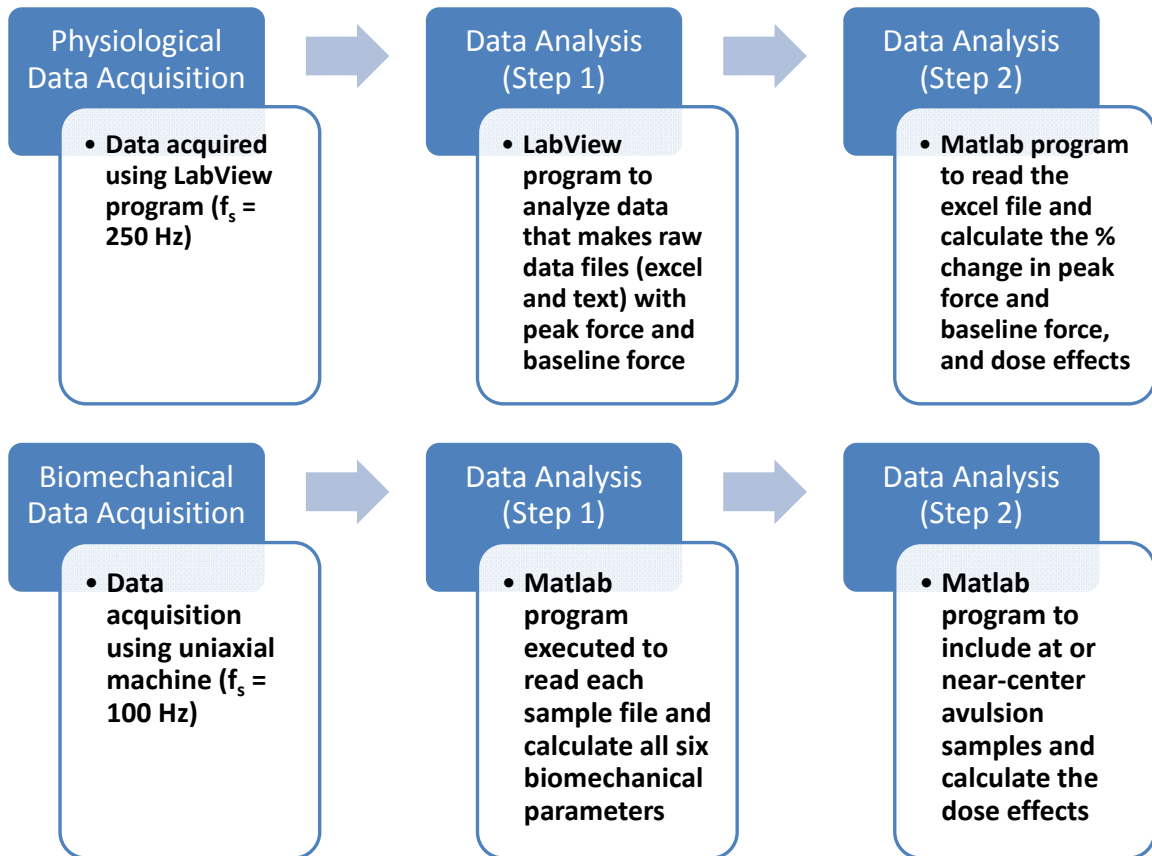 Physiological
Data Acquisition
• Data acquired
using LabView
program (fₛ =
250 Hz)
Data Analysis
(Step 1)
• LabView
program to
analyze data
that makes raw
data files (excel
and text) with
peak force and
baseline force
Data Analysis
(Step 2)
• Matlab program
to read the
excel file and
calculate the %
change in peak
force and
baseline force,
and dose effects
Biomechanical
Data Acquisition
• Data
acquisition
using uniaxial
machine (fₛ =
100 Hz)
Data Analysis
(Step 1)
• Matlab
program
executed to
read each
sample file and
calculate all six
biomechanical
parameters
Data Analysis
(Step 2)
• Matlab
program to
include at or
near-center
avulsion
samples and
calculate the
dose effects